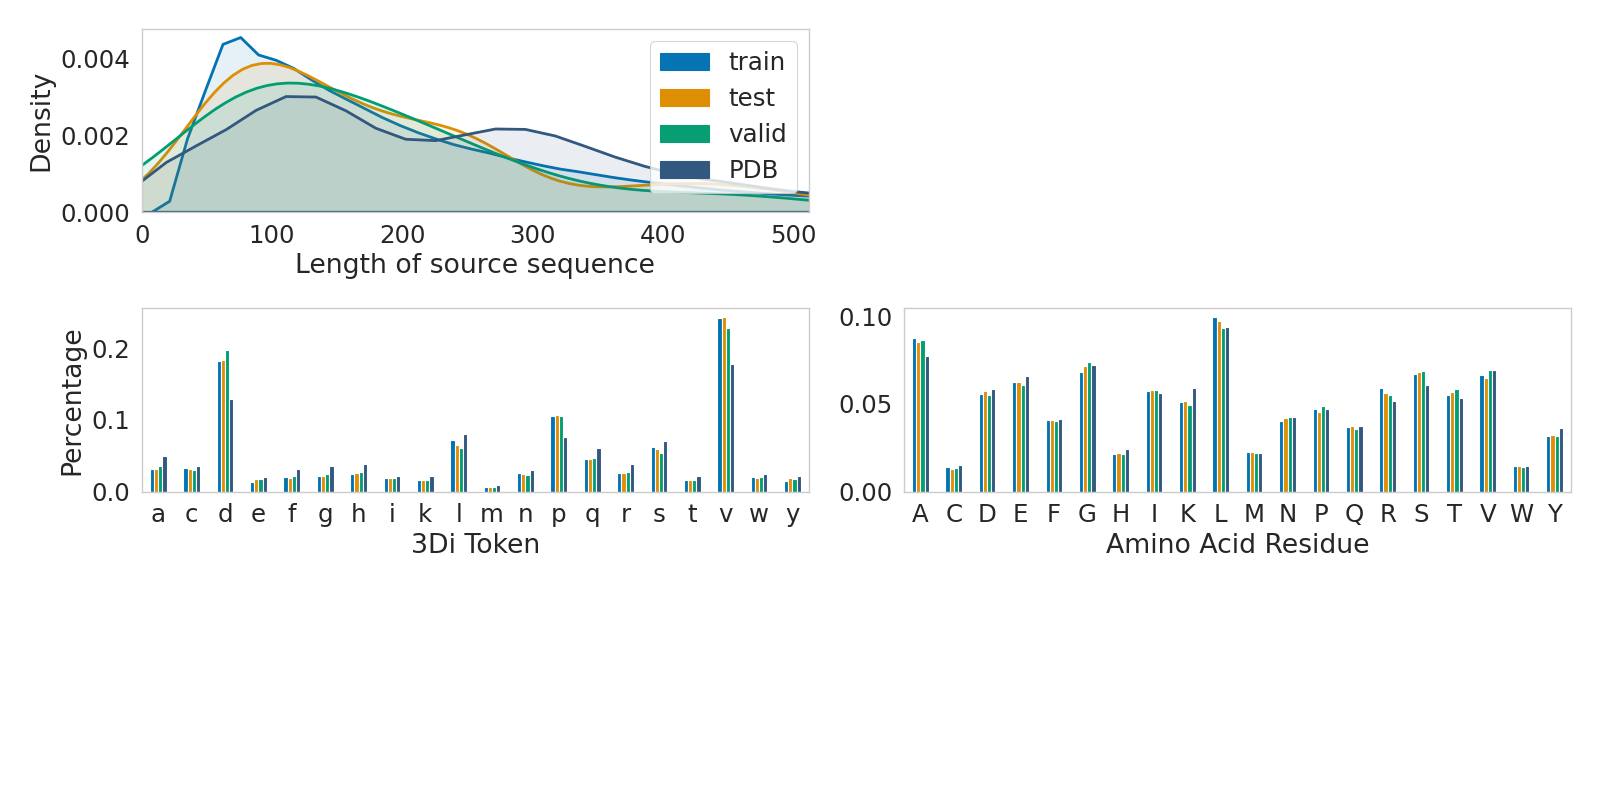 Density
0.004
0.002
0.000
train
test
valid
PDB
0 100 200 300 400 500
Length of source sequence
Percentage
0.2
0.1
0.0
a c d e f g h i k l m n p q r s t v w y
3Di Token
0.10
0.05
0.00
A C D E F G H I K L M N P Q R S T V W Y
Amino Acid Residue